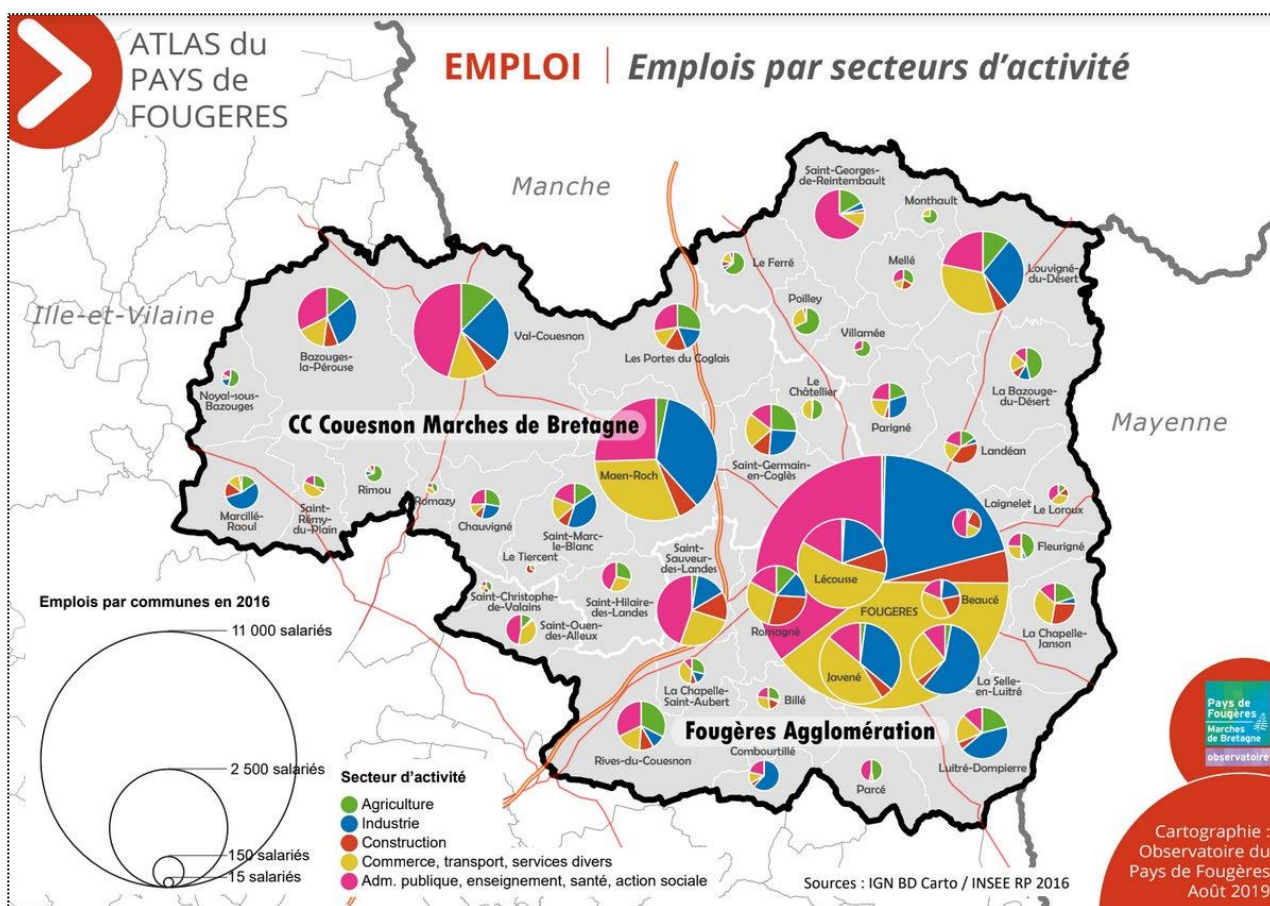 ATLAS du
PAYS de
FOUGERES
EMPLOI | Emplois par secteurs d'activité
Manche
Ille-et-Vilaine
Mayenne
Saint-Georges-
de-Reintembault
Monthault
Le Ferré
Mellé
Louvigné-
du-Désert
Poilley
Villamée
Bazouges-
la-Pérouse
Val-Couesnon
Les Portes du Coglais
La Bazouge-
du-Désert
Noyal-sous-
Bazouges
Le
Châtellier
Parigné
CC Couesnon Marches de Bretagne
Maen-Roch
Saint-Germain-
en-Coglès
Landéan
Marcillé-
Raoul
Saint-
Rémy-
du-Plain
Rimou
Romazy
Chauvigné
Saint-Marc-
le-Blanc
Laignelet
Le Loroux
Fleurigné
Le Tiercent
Saint-
Sauveur-
des-Landes
Lécousse
Saint-Christophe-
de-Valains
Saint-Hilaire-
des-Landes
Romagné
FOUGERES
Beaucé
La Chapelle-
Janson
Saint-Ouen-
des-Alleux
Javené
La Selle-
en-Luitré
La Chapelle-
Saint-Aubert
Billé
Fougères Agglomération
Rives-du-Couesnon
Combourtillé
Parcé
Luitré-Dompierre
Emplois par communes en 2016
11 000 salariés
2 500 salariés
150 salariés
15 salariés
Secteur d'activité
Agriculture
Industrie
Construction
Commerce, transport, services divers
Adm. publique, enseignement, santé, action sociale
Sources : IGN BD Carto / INSEE RP 2016
Pays de
Fougères
Marches
de Bretagne
observatoire
Cartographie :
Observatoire du
Pays de Fougères
Août 2019